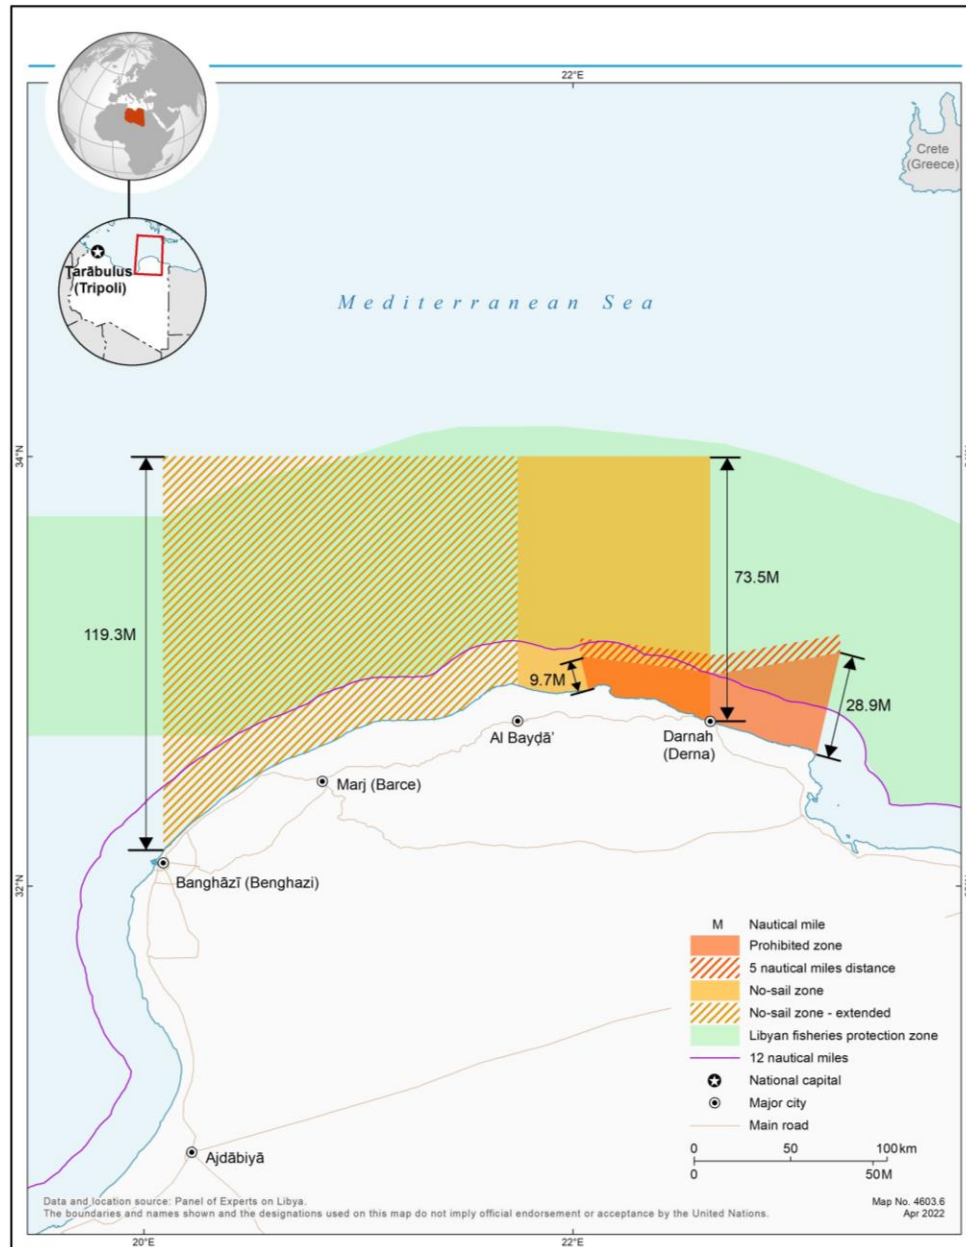 22°E
Crete
(Greece)
Ṭarābulus
(Tripoli)
Mediterranean Sea
34°N
119.3M
73.5M
9.7M
28.9M
Al Bayḍā'
Darnah
(Derna)
Marj (Barce)
32°N
Banghāzī (Benghazi)
M Nautical mile
Prohibited zone
5 nautical miles distance
No-sail zone
No-sail zone - extended
Libyan fisheries protection zone
12 nautical miles
National capital
Major city
Main road
0 50 100 km
0 50 M
Ajdābiyā
Data and location source: Panel of Experts on Libya.
The boundaries and names shown and the designations used on this map do not imply official endorsement or acceptance by the United Nations.
Map No. 4603.6
Apr 2022
20°E
22°E